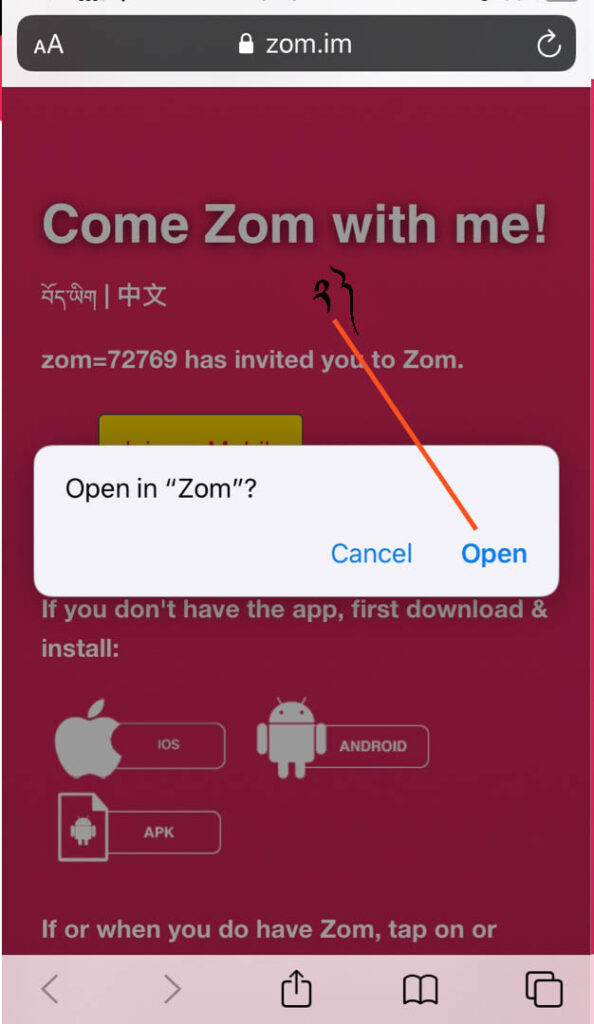 AA zom.im
Come Zom with me!
བོད་ཡིག | 中文
zom=72769 has invited you to Zom.
Open in “Zom”?
Cancel Open
If you don't have the app, first download &
install:
IOS ANDROID
APK
If or when you do have Zom, tap on or